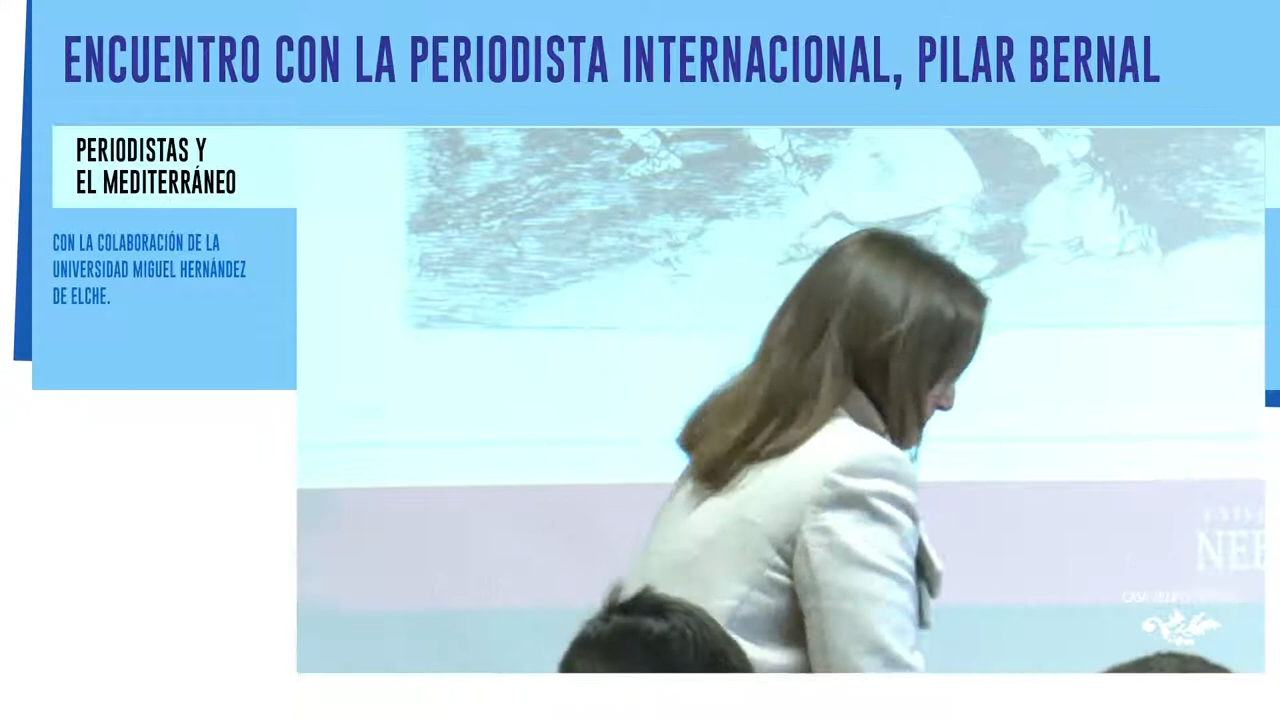 ENCUENTRO CON LA PERIODISTA INTERNACIONAL, PILAR BERNAL
PERIODISTAS Y
EL MEDITERRÁNEO
CON LA COLABORACIÓN DE LA
UNIVERSIDAD MIGUEL HERNÁNDEZ
DE ELCHE.
CASA